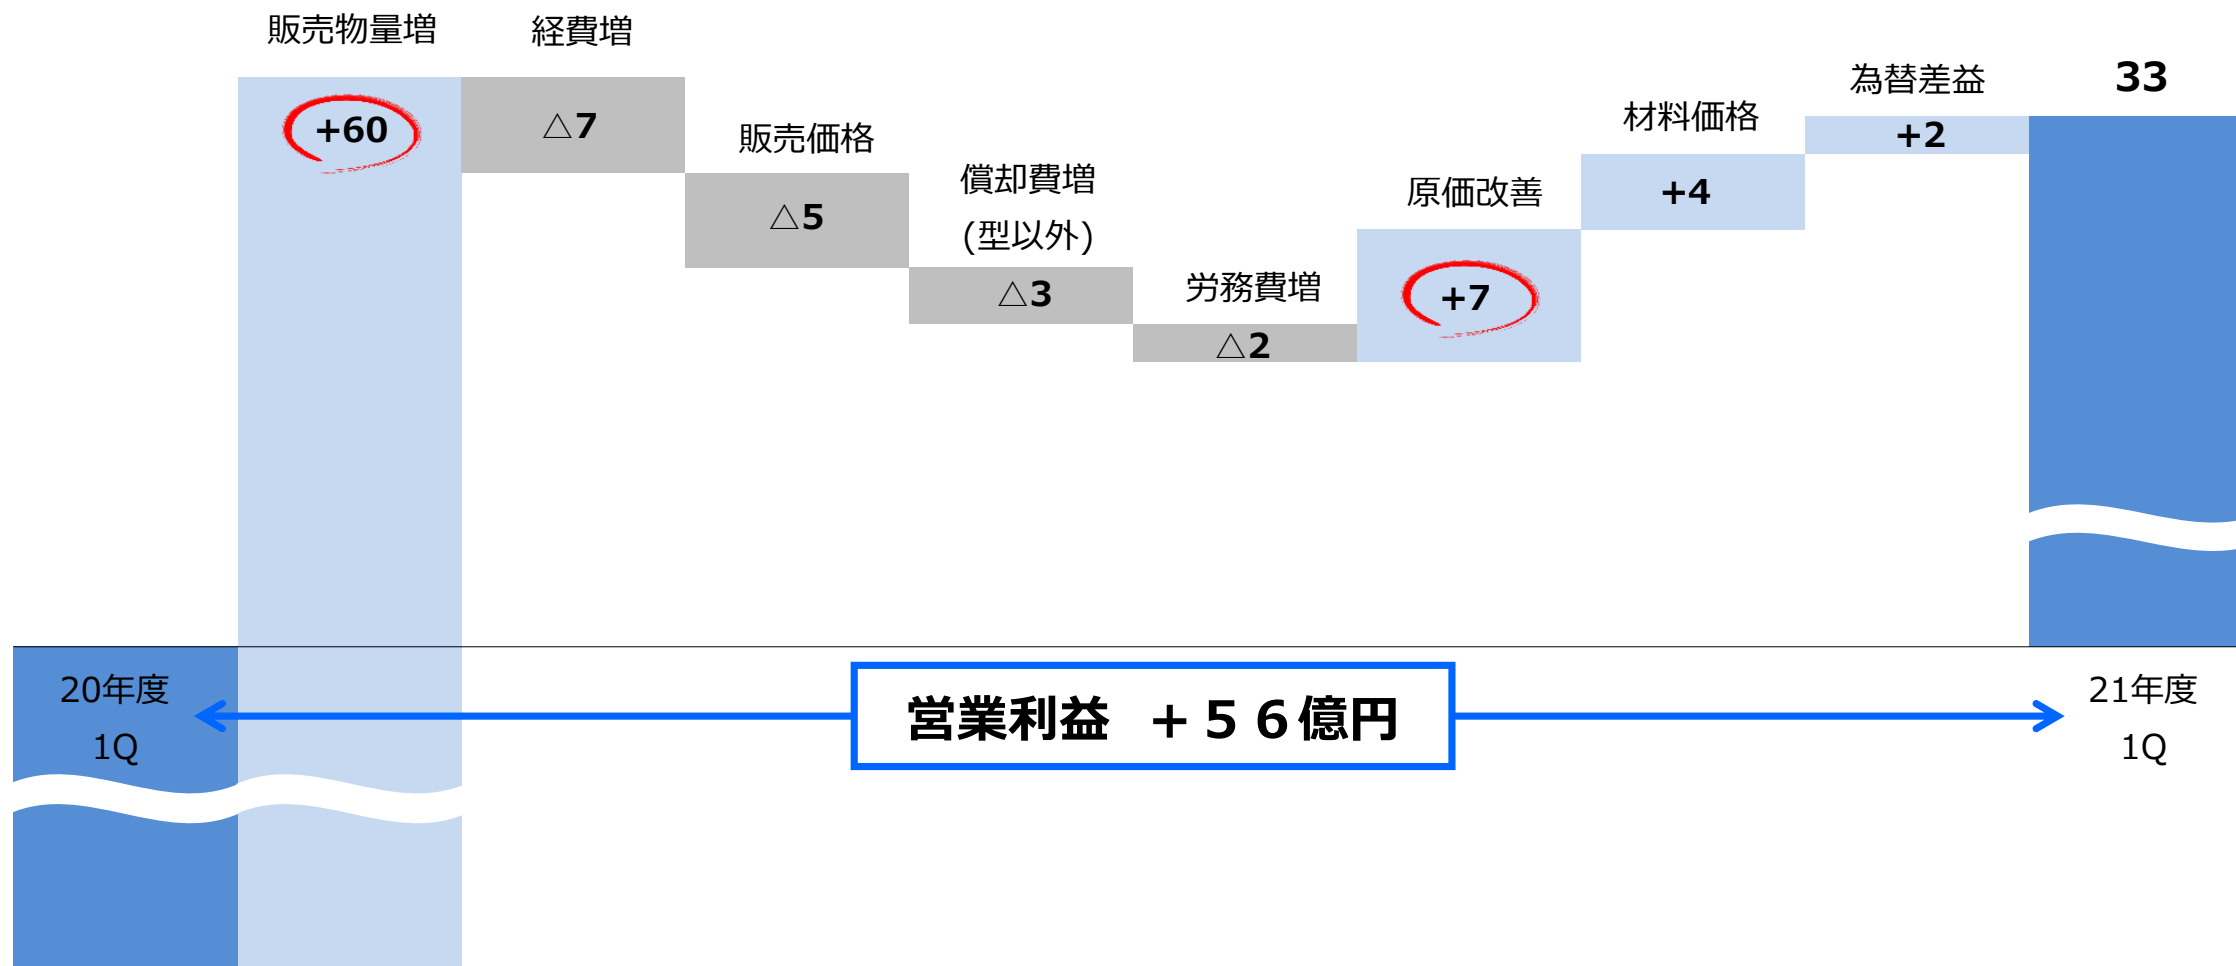 販売物量増
+60
経費増
△7
販売価格
△5
償却費増
(型以外)
△3
労務費増
△2
原価改善
+7
材料価格
+4
為替差益
+2
33
20年度
1Q
営業利益 +56億円
21年度
1Q